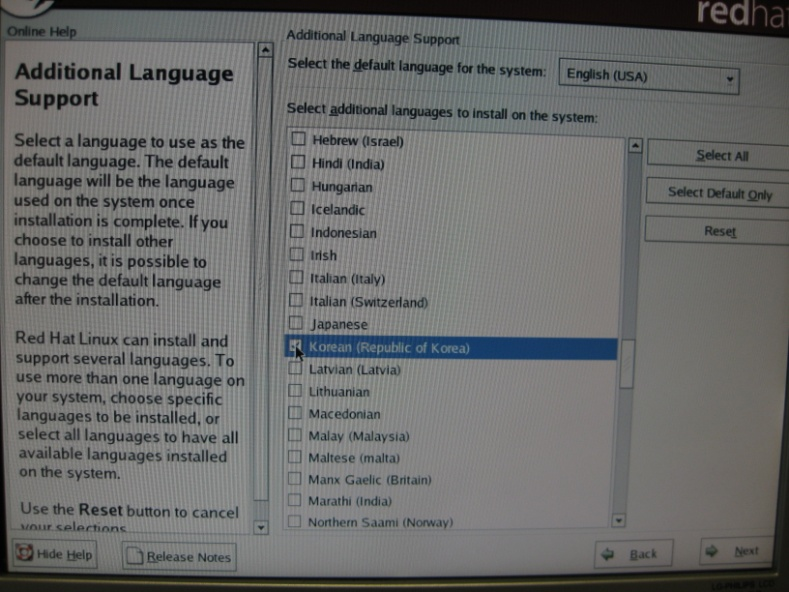 redha
Online Help
Additional Language
Support
Select a language to use as the
default language. The default
language will be the language
used on the system once
installation is complete. If you
choose to install other
languages, it is possible to
change the default language
after the installation.
Red Hat Linux can install and
support several languages. To
use more than one language on
your system, choose specific
languages to be installed, or
select all languages to have all
available languages installed
on the system.
Use the Reset button to cancel
your selections
Additional Language Support
Select the default language for the system:
English (USA)
Select additional languages to install on the system:
Hebrew (Israel)
Hindi (India)
Hungarian
Icelandic
Indonesian
Irish
Italian (Italy)
Italian (Switzerland)
Japanese
Korean (Republic of Korea)
Latvian (Latvia)
Lithuanian
Macedonian
Malay (Malaysia)
Maltese (malta)
Manx Gaelic (Britain)
Marathi (India)
Northern Saami (Norway)
Select All
Select Default Only
Reset
Hide Help
Release Notes
Back
Next